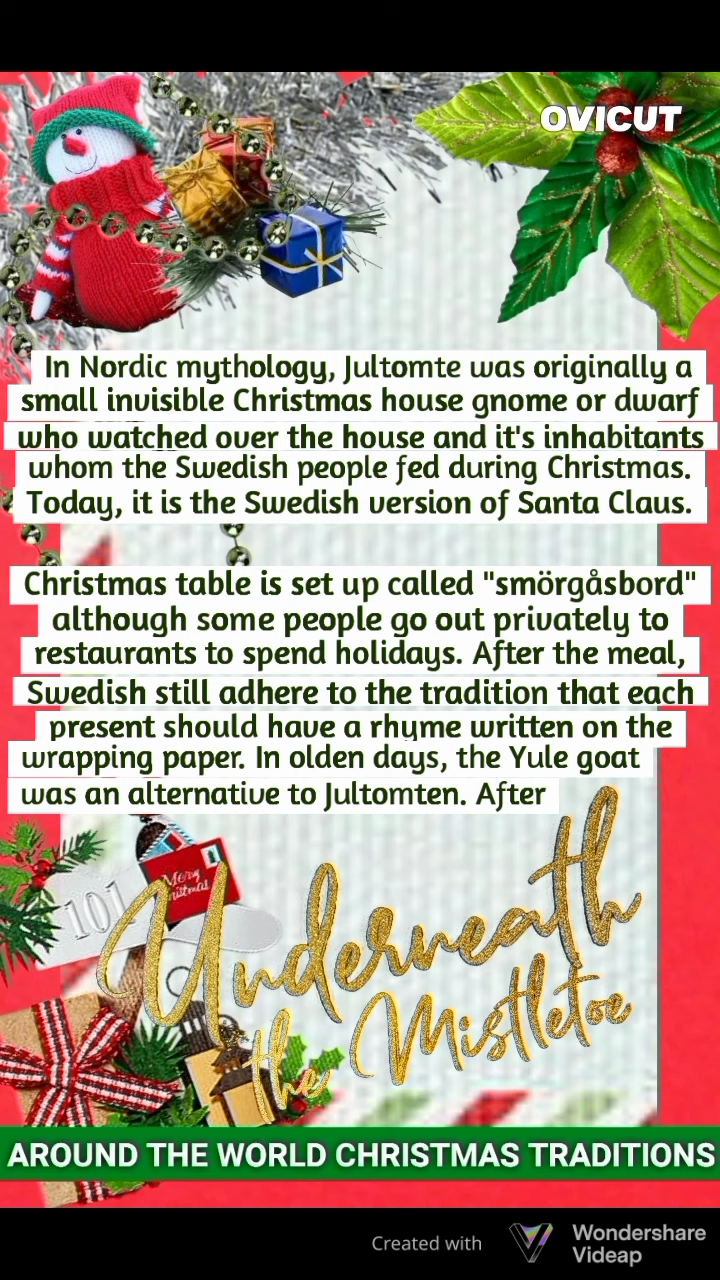 OVICUT
In Nordic mythology, Jultomte was originally a
small invisible Christmas house gnome or dwarf
who watched over the house and it's inhabitants
whom the Swedish people fed during Christmas.
Today, it is the Swedish version of Santa Claus.
Christmas table is set up called "smörgåsbord"
although some people go out privately to
restaurants to spend holidays. After the meal,
Swedish still adhere to the tradition that each
present should have a rhyme written on the
wrapping paper. In olden days, the Yule goat
was an alternative to Jultomten. After
Merry
Christmas
101
Underneath
the Mistletoe
AROUND THE WORLD CHRISTMAS TRADITIONS
Created with
Wondershare
Videap